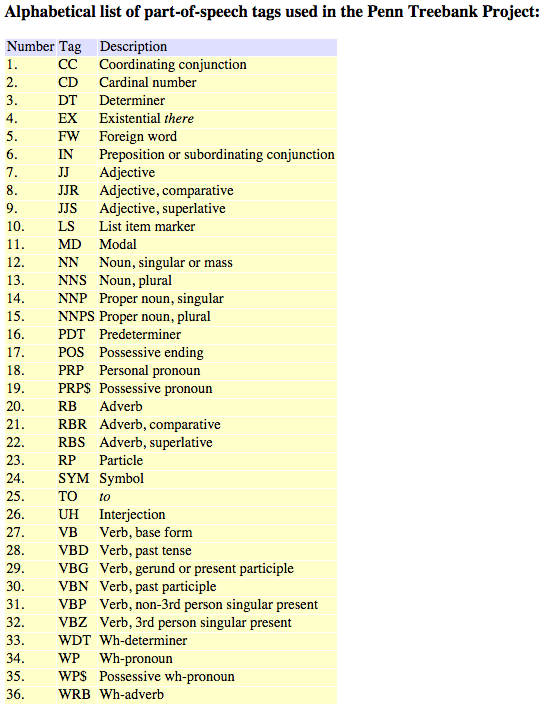 Alphabetical list of part-of-speech tags used in the Penn Treebank Project:
Number Tag Description
1. CC Coordinating conjunction
2. CD Cardinal number
3. DT Determiner
4. EX Existential there
5. FW Foreign word
6. IN Preposition or subordinating conjunction
7. JJ Adjective
8. JJR Adjective, comparative
9. JJS Adjective, superlative
10. LS List item marker
11. MD Modal
12. NN Noun, singular or mass
13. NNS Noun, plural
14. NNP Proper noun, singular
15. NNPS Proper noun, plural
16. PDT Predeterminer
17. POS Possessive ending
18. PRP Personal pronoun
19. PRP$ Possessive pronoun
20. RB Adverb
21. RBR Adverb, comparative
22. RBS Adverb, superlative
23. RP Particle
24. SYM Symbol
25. TO to
26. UH Interjection
27. VB Verb, base form
28. VBD Verb, past tense
29. VBG Verb, gerund or present participle
30. VBN Verb, past participle
31. VBP Verb, non-3rd person singular present
32. VBZ Verb, 3rd person singular present
33. WDT Wh-determiner
34. WP Wh-pronoun
35. WP$ Possessive wh-pronoun
36. WRB Wh-adverb